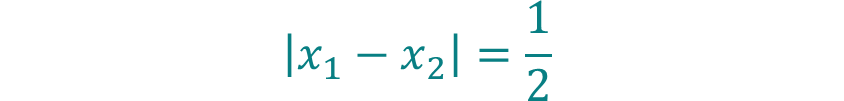 |x₁ − x₂| = 1/2